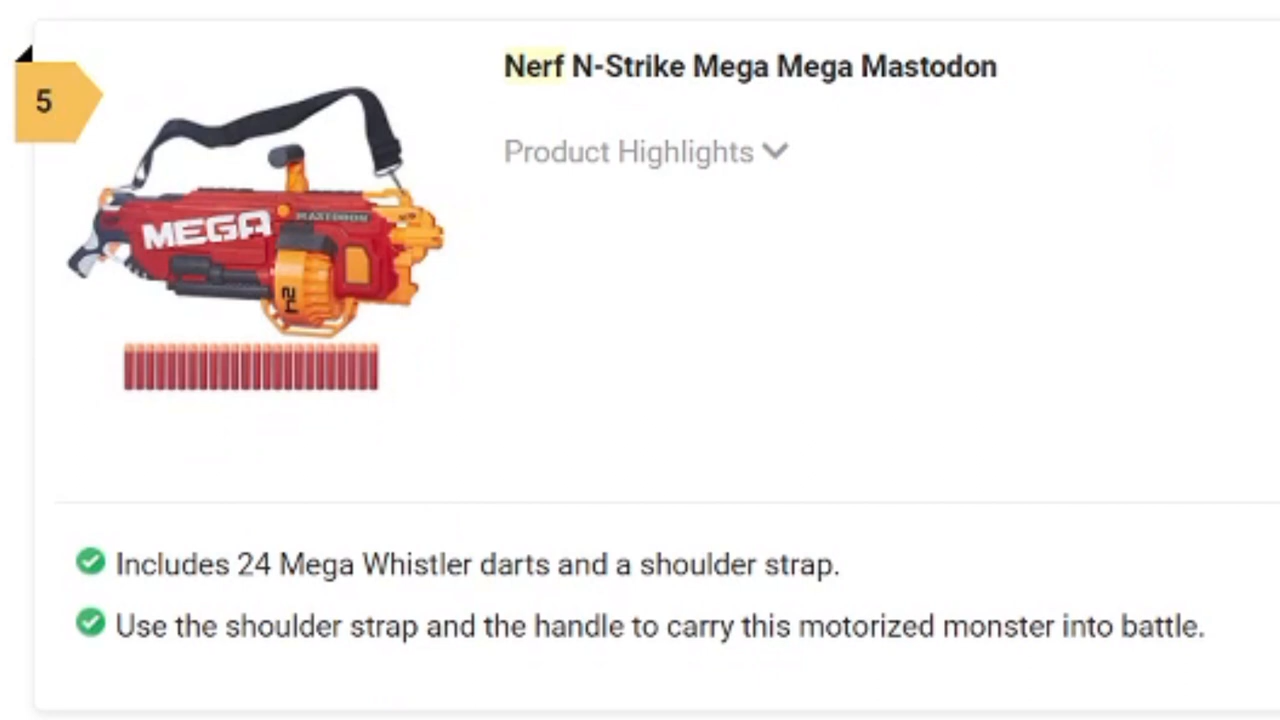 5
Nerf N-Strike Mega Mega Mastodon
Product Highlights
MEGA
MASTODON
Includes 24 Mega Whistler darts and a shoulder strap.
Use the shoulder strap and the handle to carry this motorized monster into battle.